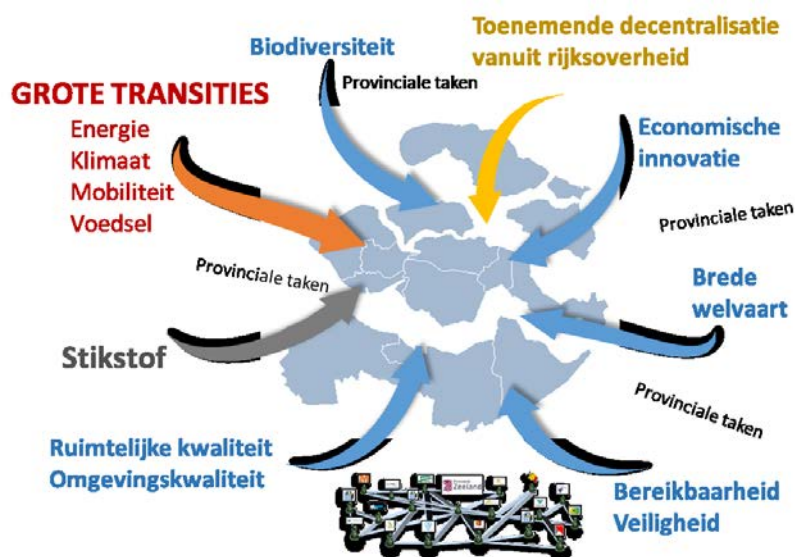 Toenemende decentralisatie
vanuit rijksoverheid
Biodiversiteit
Provinciale taken
GROTE TRANSITIES
Energie
Klimaat
Mobiliteit
Voedsel
Economische
innovatie
Provinciale taken
Provinciale taken
Brede
welvaart
Stikstof
Provinciale taken
Ruimtelijke kwaliteit
Omgevingskwaliteit
Zeeland
Bereikbaarheid
Veiligheid